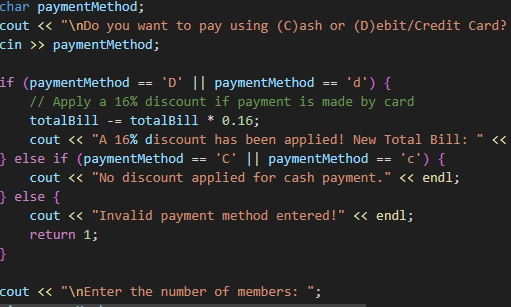 char paymentMethod;
cout << "\nDo you want to pay using (C)ash or (D)ebit/Credit Card?
cin >> paymentMethod;
if (paymentMethod == 'D' || paymentMethod == 'd') {
// Apply a 16% discount if payment is made by card
totalBill -= totalBill * 0.16;
cout << "A 16% discount has been applied! New Total Bill: " <<
} else if (paymentMethod == 'C' || paymentMethod == 'c') {
cout << "No discount applied for cash payment." << endl;
} else {
cout << "Invalid payment method entered!" << endl;
return 1;
}
cout << "\nEnter the number of members: ";